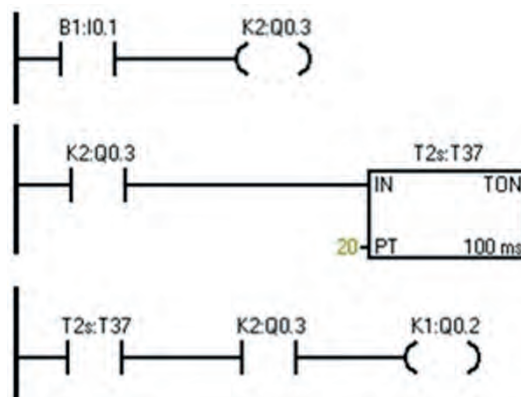 B1:I0.1 K2:Q0.3
K2:Q0.3 T2s:T37
IN TON
20 PT 100 ms
T2s:T37 K2:Q0.3 K1:Q0.2